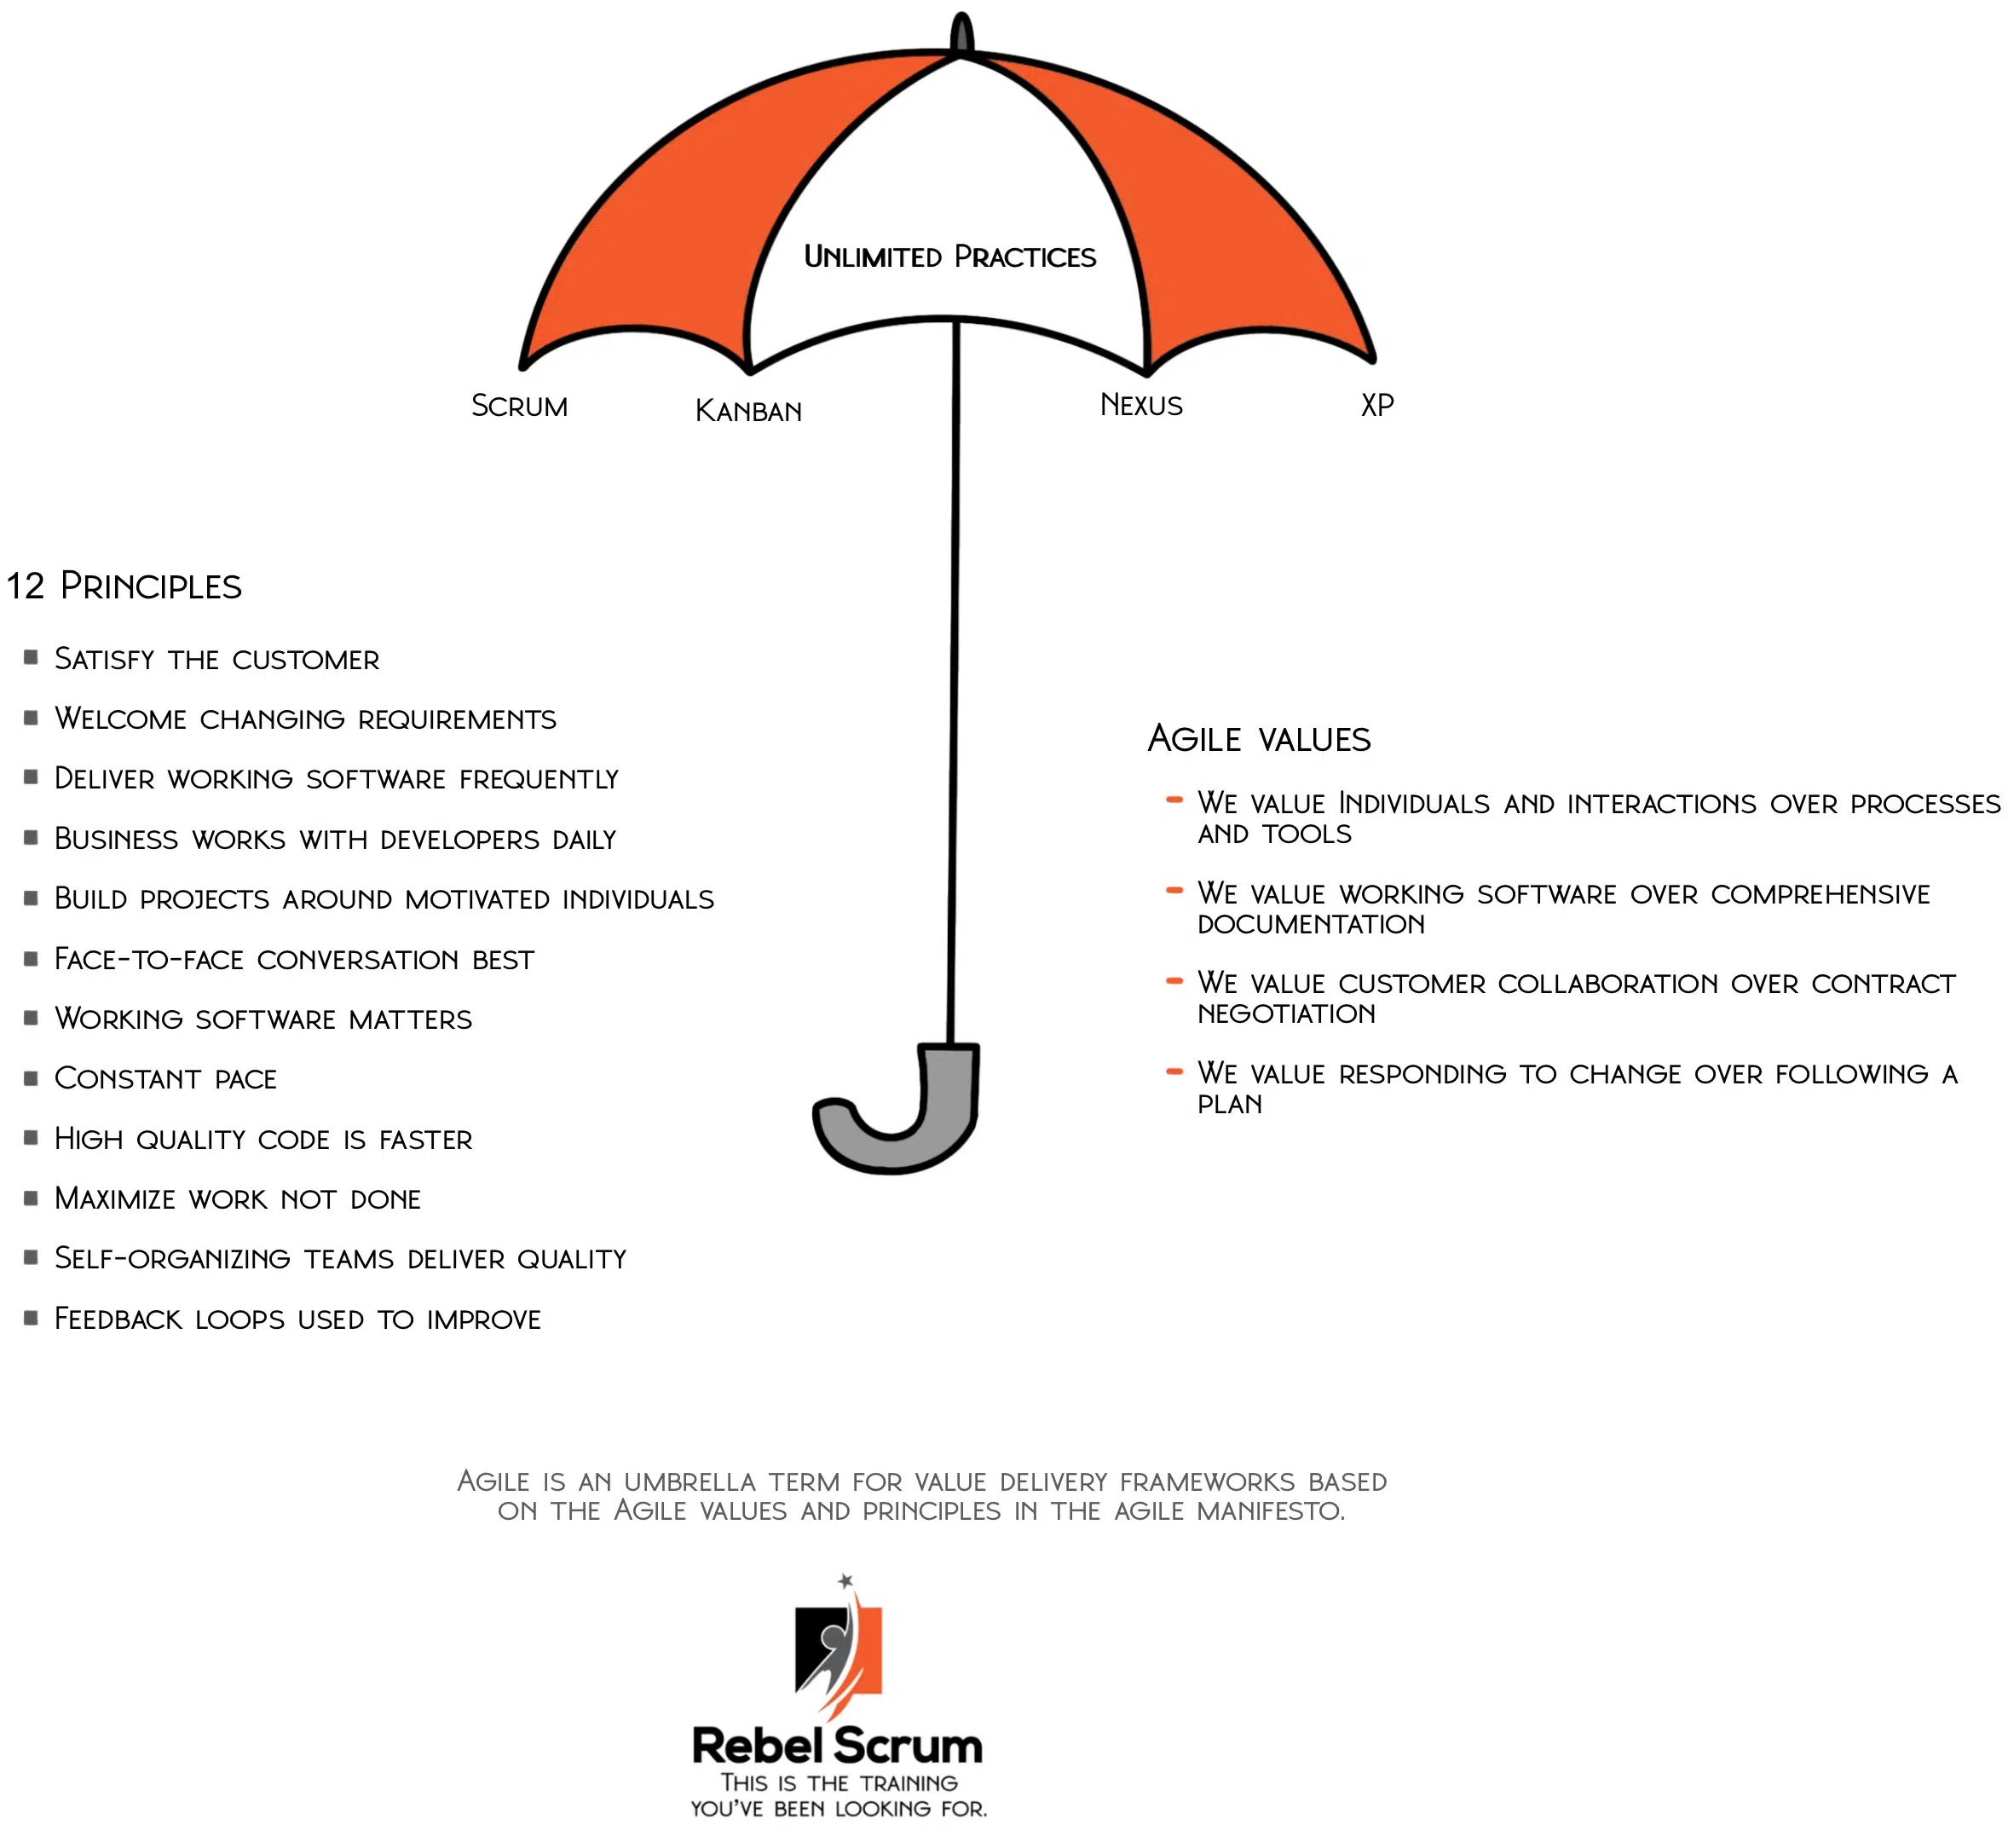 Unlimited Practices
Scrum
Kanban
Nexus
XP
12 Principles
Satisfy the customer
Welcome changing requirements
Deliver working software frequently
Business works with developers daily
Build projects around motivated individuals
Face-to-face conversation best
Working software matters
Constant pace
High quality code is faster
Maximize work not done
Self-organizing teams deliver quality
Feedback loops used to improve
Agile values
We value Individuals and interactions over processes
and tools
We value working software over comprehensive
documentation
We value customer collaboration over contract
negotiation
We value responding to change over following a
plan
Agile is an umbrella term for value delivery frameworks based
on the Agile values and principles in the agile manifesto.
Rebel Scrum
This is the training
you've been looking for.